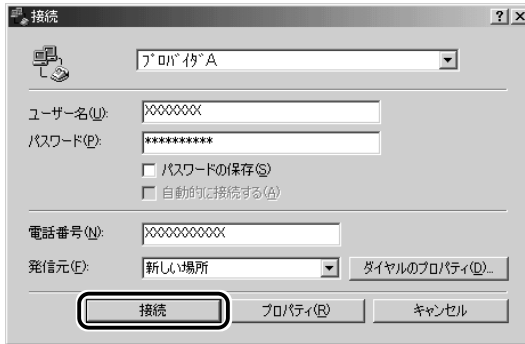 接続
ﾌﾟﾛﾊﾞｲﾀﾞA
ユーザー名(U): XXXXXXX
パスワード(P): **********
パスワードの保存(S)
自動的に接続する(A)
電話番号(N): XXXXXXXXXX
発信元(F): 新しい場所 ダイヤルのプロパティ(D)...
接続 プロパティ(R) キャンセル